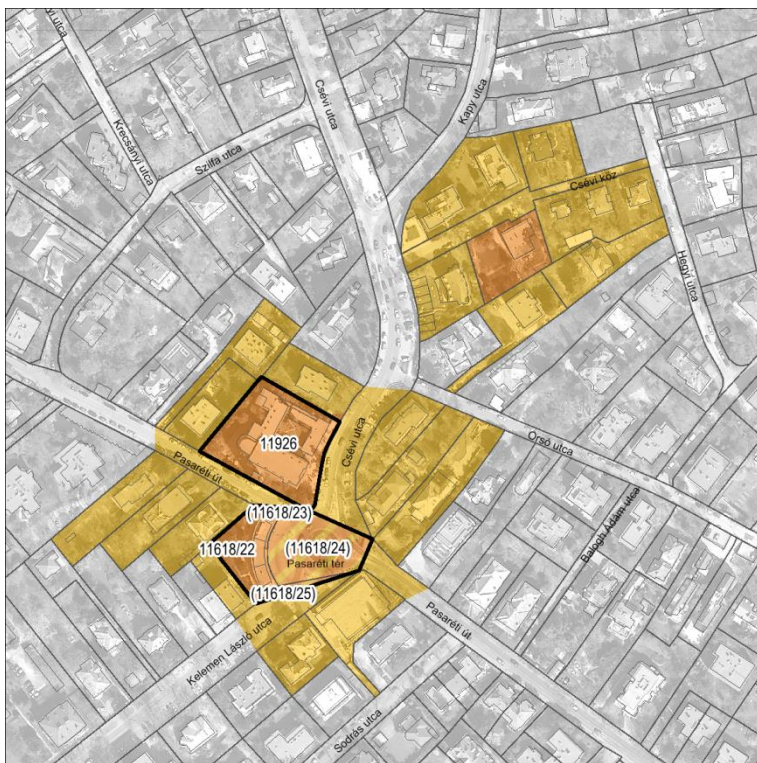 yi utca
Krecsányi utca
Szilfa utca
Csévi utca
Kapy utca
Csévi köz
Hegyi utca
Orsó utca
Balogh Ádám utca
Csévi utca
11926
Pasaréti út.
(11618/23)
11618/22
(11618/24)
Pasaréti tér
(11618/25)
Kelemen László utca
Pasaréti út.
Sodrás utca